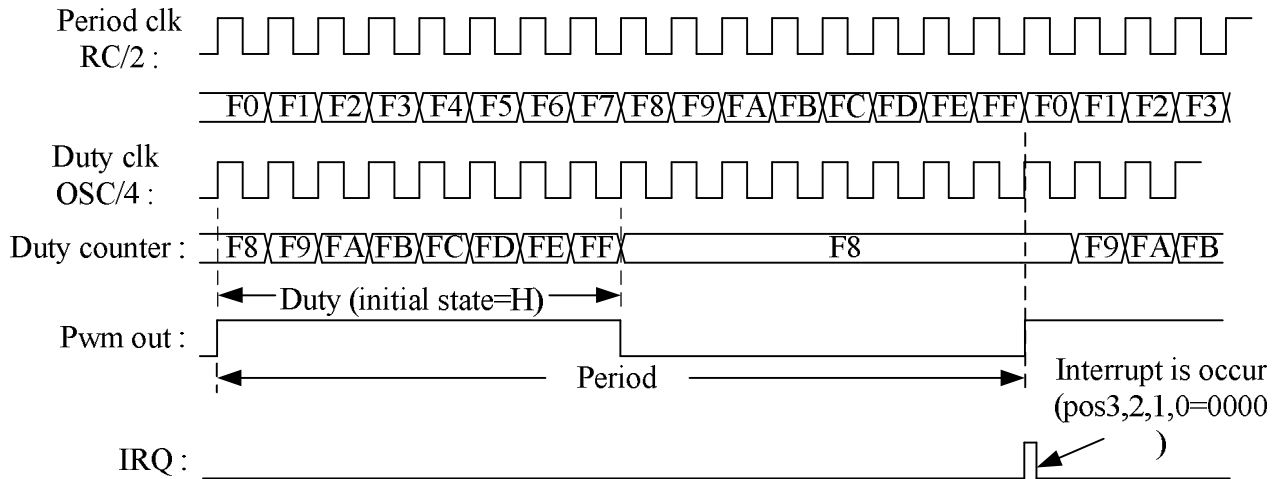 Period clk
RC/2 :
F0 F1 F2 F3 F4 F5 F6 F7 F8 F9 FA FB FC FD FE FF F0 F1 F2 F3
Duty clk
OSC/4 :
Duty counter : F8 F9 FA FB FC FD FE FF F8 F9 FA FB
Duty (initial state=H)
Pwm out :
Period
Interrupt is occur
(pos3,2,1,0=0000
)
IRQ :